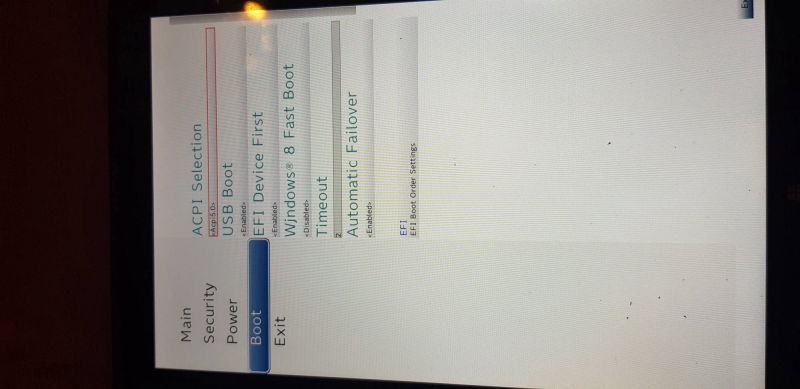 Main
Security
Power
Boot
Exit
ACPI Selection
<Acpi5.0>
USB Boot
<Enabled>
EFI Device First
<Enabled>
Windows® 8 Fast Boot
<Disabled>
Timeout
2
Automatic Failover
<Enabled>
EFI
EFI Boot Order Settings